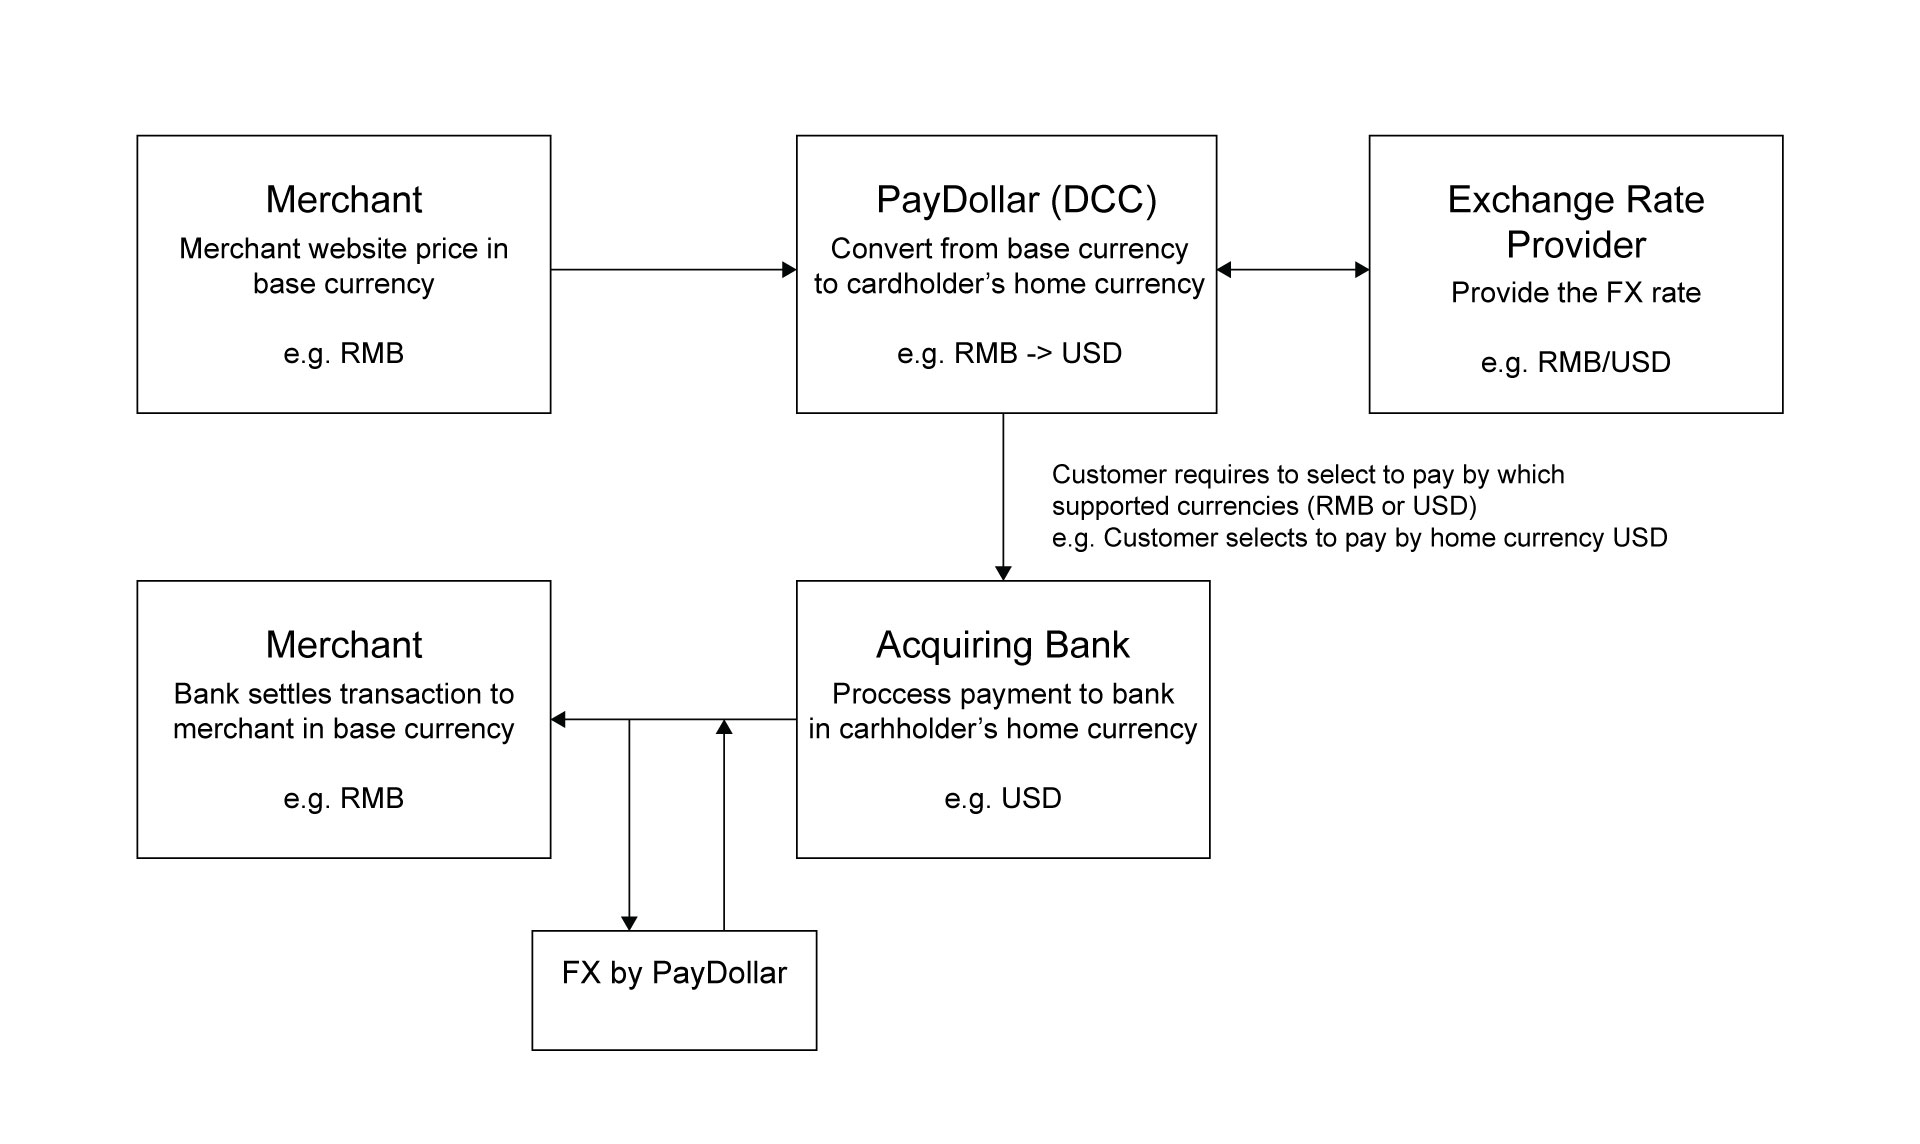 Merchant
Merchant website price in
base currency
e.g. RMB
PayDollar (DCC)
Convert from base currency
to cardholder’s home currency
e.g. RMB -> USD
Exchange Rate
Provider
Provide the FX rate
e.g. RMB/USD
Customer requires to select to pay by which
supported currencies (RMB or USD)
e.g. Customer selects to pay by home currency USD
Merchant
Bank settles transaction to
merchant in base currency
e.g. RMB
Acquiring Bank
Proccess payment to bank
in carhholder’s home currency
e.g. USD
FX by PayDollar